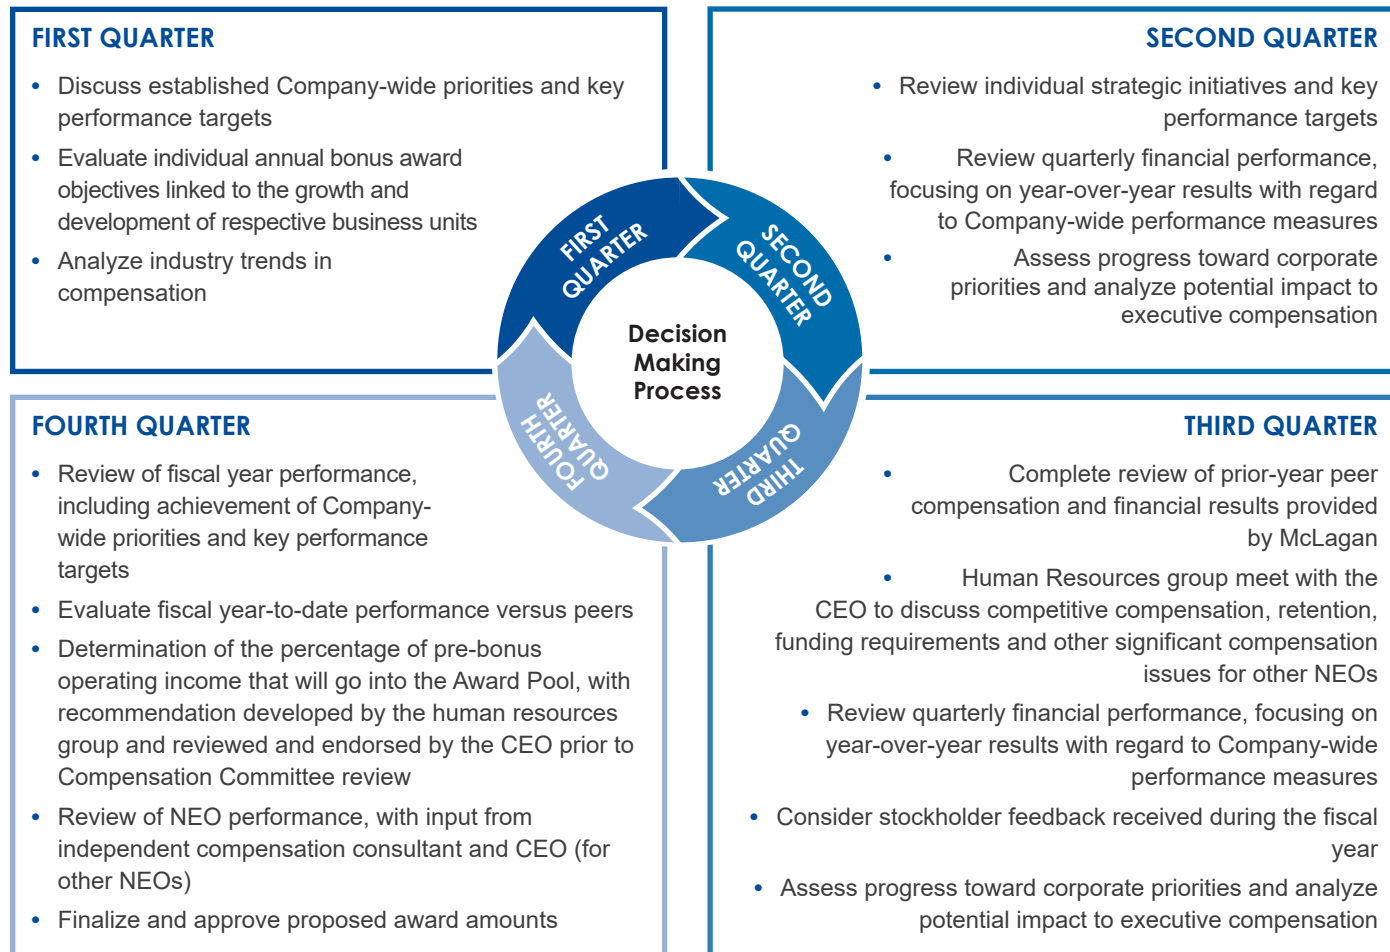 FIRST QUARTER
• Discuss established Company-wide priorities and key
performance targets
• Evaluate individual annual bonus award
objectives linked to the growth and
development of respective business units
• Analyze industry trends in
compensation
SECOND QUARTER
• Review individual strategic initiatives and key
performance targets
• Review quarterly financial performance,
focusing on year-over-year results with regard
to Company-wide performance measures
• Assess progress toward corporate
priorities and analyze potential impact to
executive compensation
FIRST
QUARTER
SECOND
QUARTER
Decision
Making
Process
FOURTH
QUARTER
THIRD
QUARTER
FOURTH QUARTER
• Review of fiscal year performance,
including achievement of Company-
wide priorities and key performance
targets
• Evaluate fiscal year-to-date performance versus peers
• Determination of the percentage of pre-bonus
operating income that will go into the Award Pool, with
recommendation developed by the human resources
group and reviewed and endorsed by the CEO prior to
Compensation Committee review
• Review of NEO performance, with input from
independent compensation consultant and CEO (for
other NEOs)
• Finalize and approve proposed award amounts
THIRD QUARTER
• Complete review of prior-year peer
compensation and financial results provided
by McLagan
• Human Resources group meet with the
CEO to discuss competitive compensation, retention,
funding requirements and other significant compensation
issues for other NEOs
• Review quarterly financial performance, focusing on
year-over-year results with regard to Company-wide
performance measures
• Consider stockholder feedback received during the fiscal
year
• Assess progress toward corporate priorities and analyze
potential impact to executive compensation